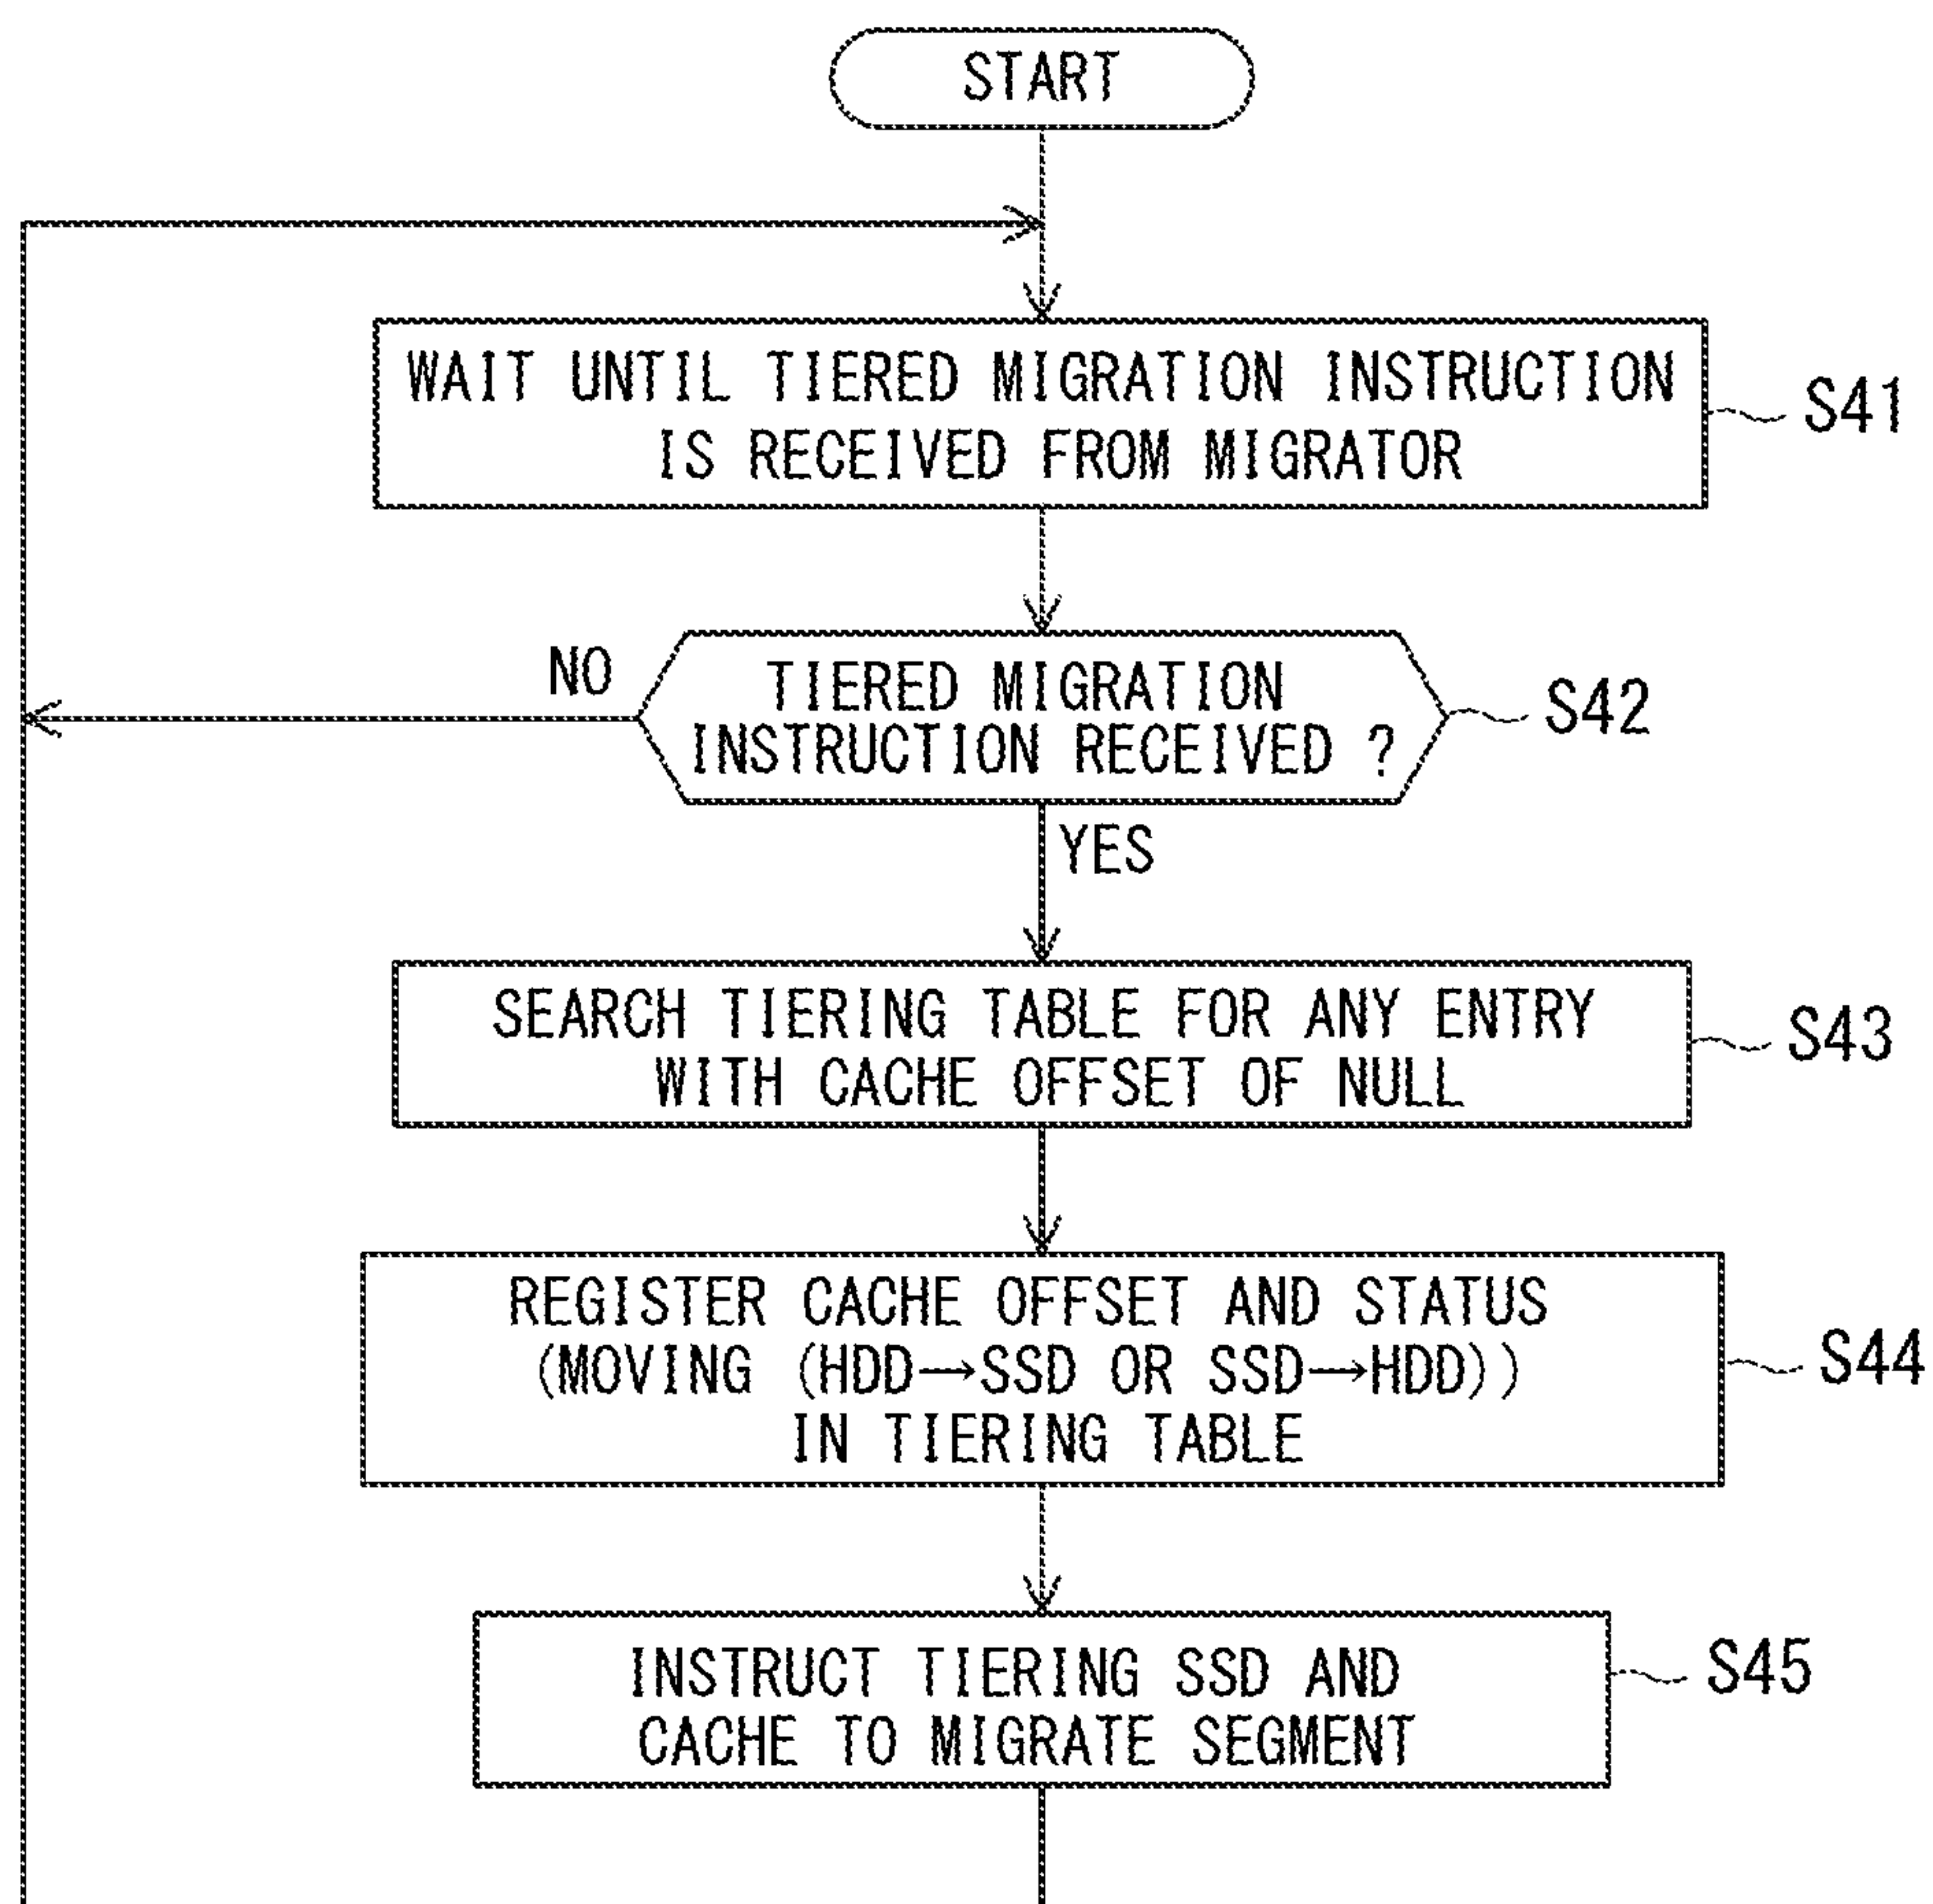 START
WAIT UNTIL TIERED MIGRATION INSTRUCTION
IS RECEIVED FROM MIGRATOR
S41
NO
TIERED MIGRATION
INSTRUCTION RECEIVED ?
S42
YES
SEARCH TIERING TABLE FOR ANY ENTRY
WITH CACHE OFFSET OF NULL
S43
REGISTER CACHE OFFSET AND STATUS
(MOVING (HDD→SSD OR SSD→HDD))
IN TIERING TABLE
S44
INSTRUCT TIERING SSD AND
CACHE TO MIGRATE SEGMENT
S45